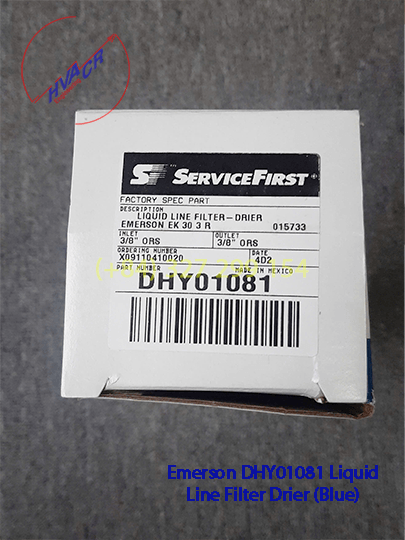 HVACR
SERVICEFIRST
FACTORY SPEC PART
DESCRIPTION
LIQUID LINE FILTER-DRIER
EMERSON EK 30 3 R 015733
INLET OUTLET
3/8" ORS 3/8" ORS
ORDERING NUMBER DATE
X09110410020 4D2
PART NUMBER MADE IN MEXICO
DHY01081
Emerson DHY01081 Liquid
Line Filter Drier (Blue)